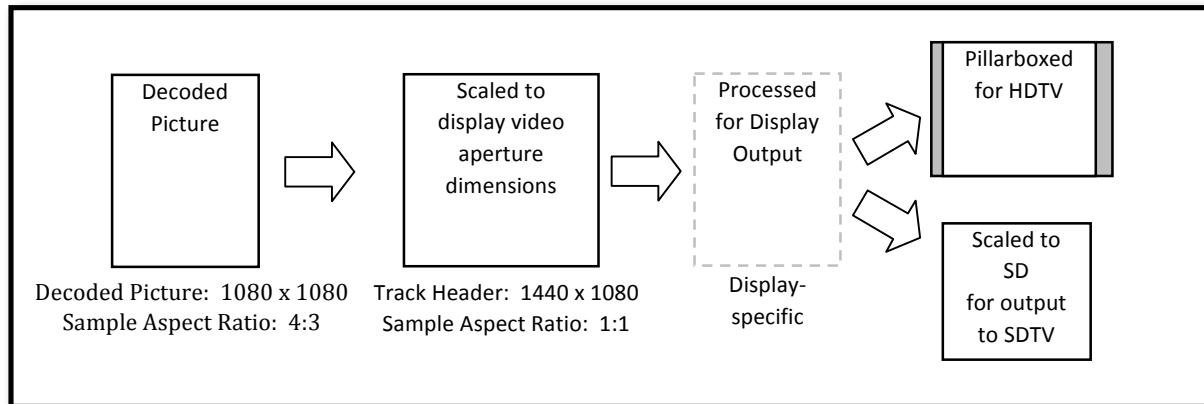 Decoded
Picture
Decoded Picture: 1080 x 1080
Sample Aspect Ratio: 4:3
Scaled to
display video
aperture
dimensions
Track Header: 1440 x 1080
Sample Aspect Ratio: 1:1
Processed
for Display
Output
Display-
specific
Pillarboxed
for HDTV
Scaled to
SD
for output
to SDTV